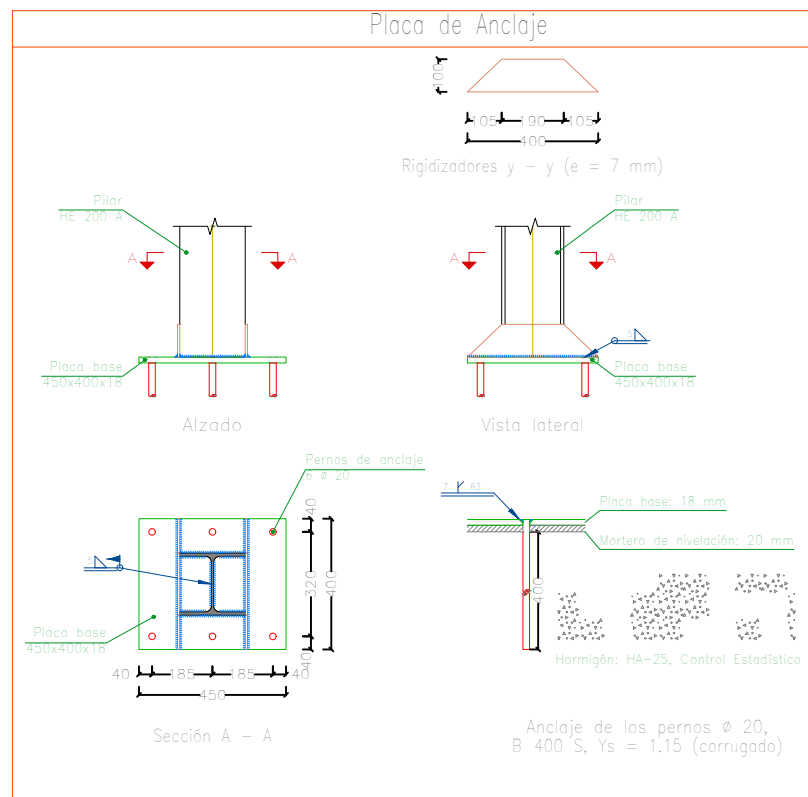 Placa de Anclaje
100
105 190 105
400
Rigidizadores y - y (e = 7 mm)
Pilar
HE 200 A
Pilar
HE 200 A
A A
A A
5
Placa base
450x400x18
Placa base
450x400x18
Alzado
Vista lateral
Pernos de anclaje
6 Ø 20
40
320
400
40
5
Placa base
450x400x18
40 185 185 40
450
Sección A - A
7 63
Placa base: 18 mm
Mortero de nivelación: 20 mm
400
Hormigón: HA-25, Control Estadístico
Anclaje de los pernos Ø 20,
B 400 S, Ys = 1.15 (corrugado)